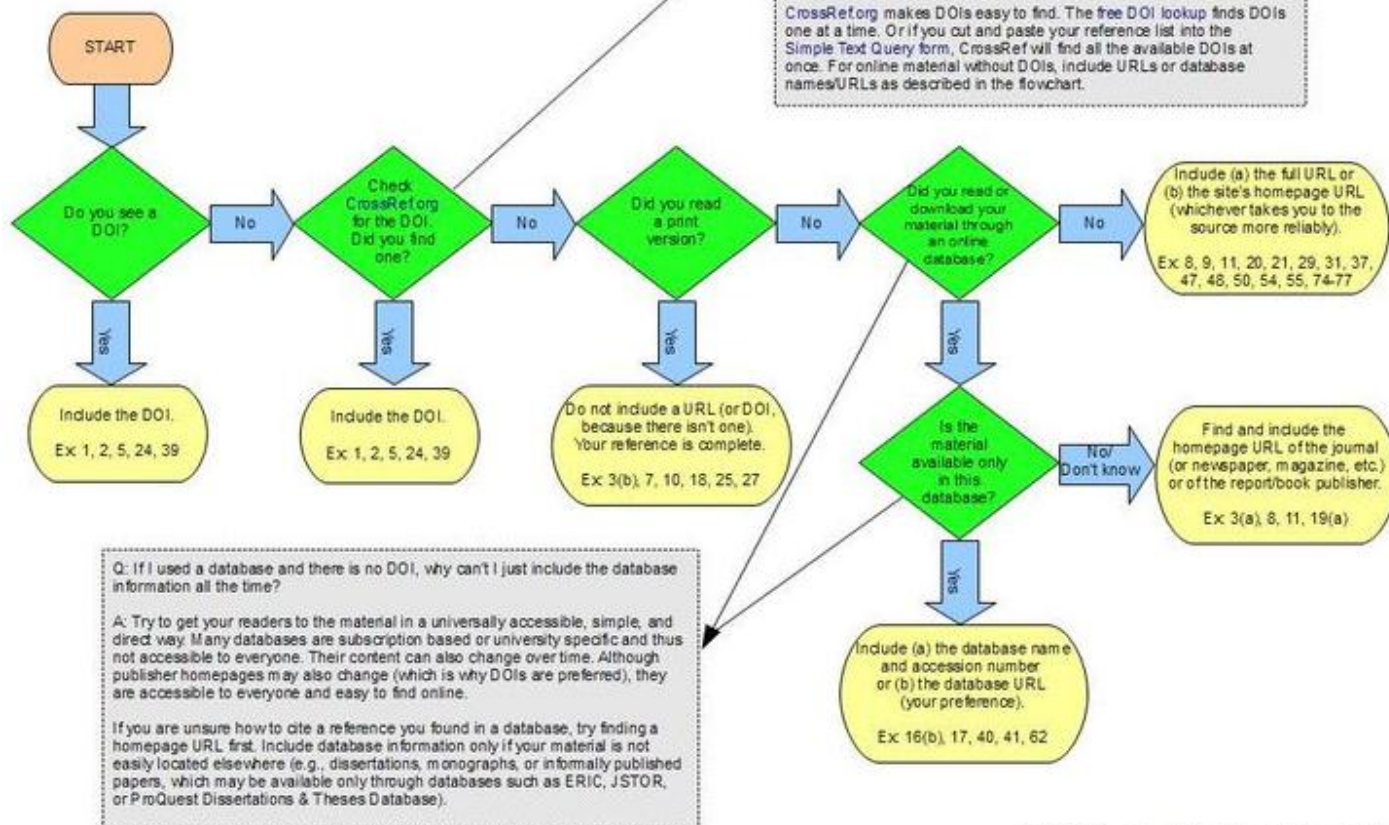 CrossRef.org makes DOIs easy to find. The free DOI lookup finds DOIs
one at a time. Or if you cut and paste your reference list into the
Simple Text Query form, CrossRef will find all the available DOIs at
once. For online material without DOIs, include URLs or database
names/URLs as described in the flowchart.
START
Do you see a
DOI?
No
Check
CrossRef.org
for the DOI.
Did you find
one?
No
Did you read
a print
version?
No
Did you read or
download your
material through
an online
database?
No
Include (a) the full URL or
(b) the site's homepage URL
(whichever takes you to the
source more reliably).
Ex: 8, 9, 11, 20, 21, 29, 31, 37,
47, 48, 50, 54, 55, 74-77
Yes
Yes
Yes
Yes
Include the DOI.
Ex: 1, 2, 5, 24, 39
Include the DOI.
Ex: 1, 2, 5, 24, 39
Do not include a URL (or DOI,
because there isn't one).
Your reference is complete.
Ex: 3(b), 7, 10, 18, 25, 27
Is the
material
available only
in this
database?
No/
Don't know
Find and include the
homepage URL of the journal
(or newspaper, magazine, etc.)
or of the report/book publisher.
Ex: 3(a), 8, 11, 19(a)
Yes
Include (a) the database name
and accession number
or (b) the database URL
(your preference).
Ex: 16(b), 17, 40, 41, 62
Q: If I used a database and there is no DOI, why can't I just include the database
information all the time?
A: Try to get your readers to the material in a universally accessible, simple, and
direct way. Many databases are subscription based or university specific and thus
not accessible to everyone. Their content can also change over time. Although
publisher homepages may also change (which is why DOIs are preferred), they
are accessible to everyone and easy to find online.
If you are unsure how to cite a reference you found in a database, try finding a
homepage URL first. Include database information only if your material is not
easily located elsewhere (e.g., dissertations, monographs, or informally published
papers, which may be available only through databases such as ERIC, JSTOR,
or ProQuest Dissertations & Theses Database).